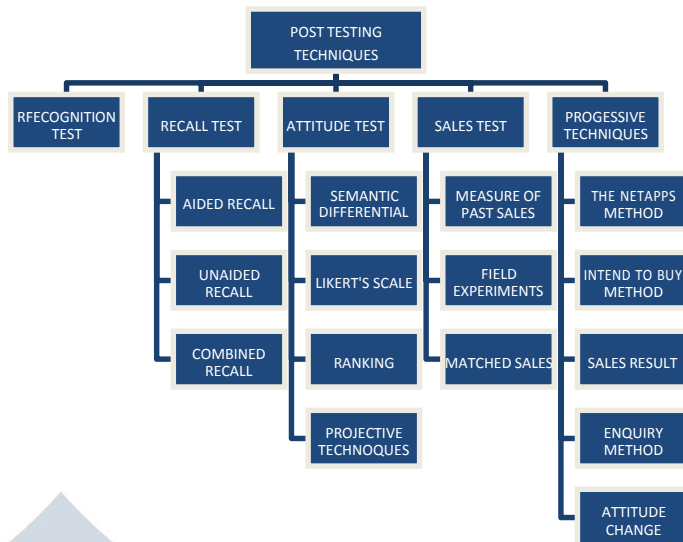 POST TESTING
TECHNIQUES
RFECOGNITION
TEST
RECALL TEST
ATTITUDE TEST
SALES TEST
PROGESSIVE
TECHNIQUES
AIDED RECALL
UNAIDED
RECALL
COMBINED
RECALL
SEMANTIC
DIFFERENTIAL
LIKERT'S SCALE
RANKING
PROJECTIVE
TECHNOQUES
MEASURE OF
PAST SALES
FIELD
EXPERIMENTS
MATCHED SALES
THE NETAPPS
METHOD
INTEND TO BUY
METHOD
SALES RESULT
ENQUIRY
METHOD
ATTITUDE
CHANGE